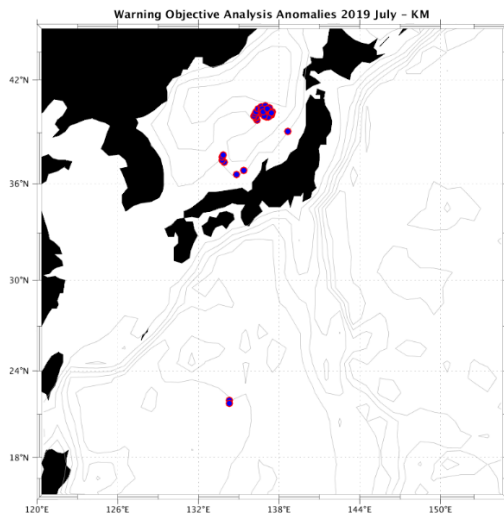 Warning Objective Analysis Anomalies 2019 July – KM
42°N
36°N
30°N
24°N
18°N
120°E 126°E 132°E 138°E 144°E 150°E